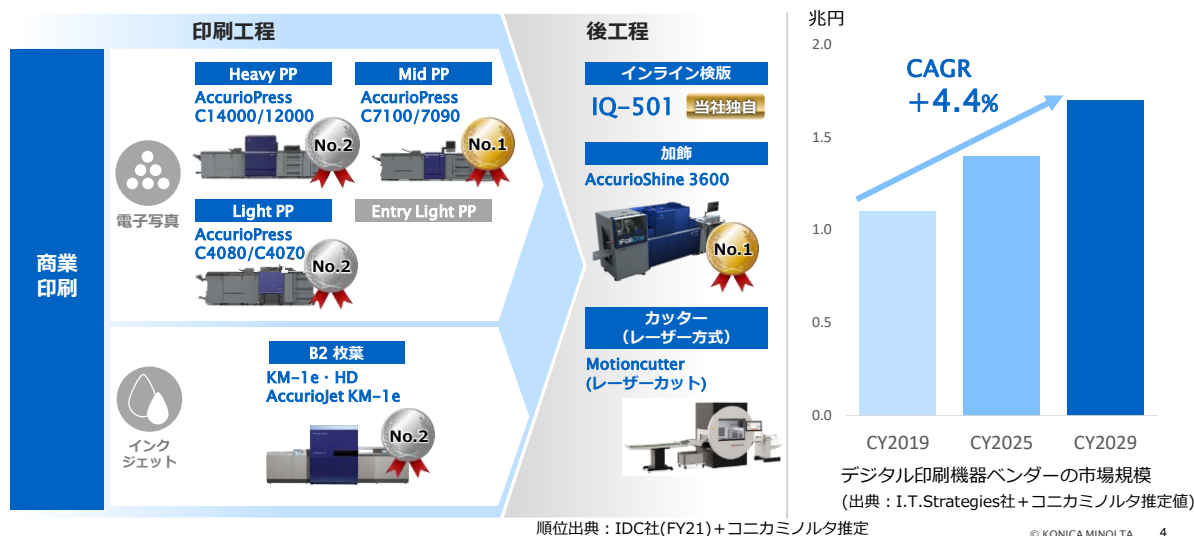 印刷工程
後工程
商業
印刷
電子写真
Heavy PP
AccurioPress
C14000/12000
No.2
Mid PP
AccurioPress
C7100/7090
No.1
Light PP
AccurioPress
C4080/C4070
No.2
Entry Light PP
インク
ジェット
B2 枚葉
KM-1e・HD
AccurioJet KM-1e
No.2
インライン検版
IQ-501
当社独自
加飾
AccurioShine 3600
No.1
カッター
（レーザー方式）
Motioncutter
(レーザーカット)
順位出典：IDC社(FY21)＋コニカミノルタ推定
兆円
2.0
1.5
1.0
0.5
0.0
CAGR
+4.4%
CY2019
CY2025
CY2029
デジタル印刷機器ベンダーの市場規模
(出典：I.T.Strategies社＋コニカミノルタ推定値)
© KONICA MINOLTA
4